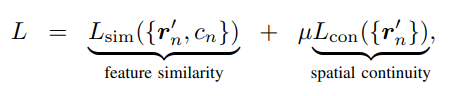 L = L_sim({r'_n, c_n}) + μL_con({r'_n}),
feature similarity spatial continuity